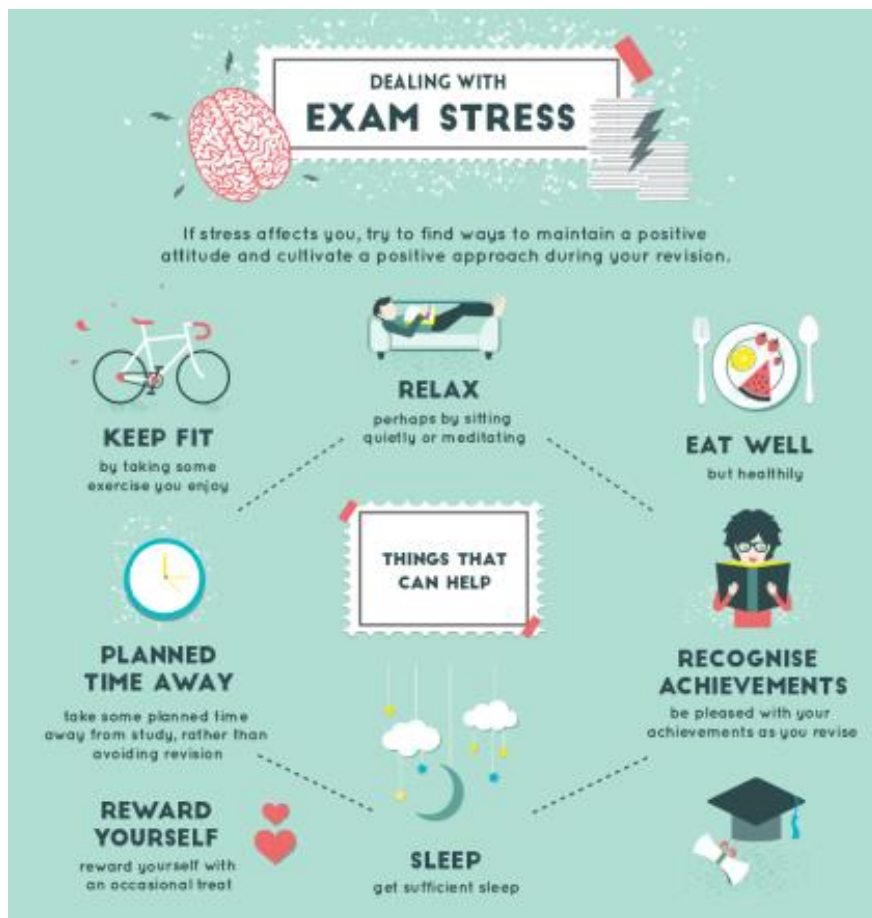 DEALING WITH
EXAM STRESS
If stress affects you, try to find ways to maintain a positive
attitude and cultivate a positive approach during your revision.
KEEP FIT
by taking some
exercise you enjoy
RELAX
perhaps by sitting
quietly or meditating
EAT WELL
but healthily
THINGS THAT
CAN HELP
PLANNED
TIME AWAY
take some planned time
away from study, rather than
avoiding revision
RECOGNISE
ACHIEVEMENTS
be pleased with your
achievements as you revise
REWARD
YOURSELF
reward yourself with
an occasional treat
SLEEP
get sufficient sleep